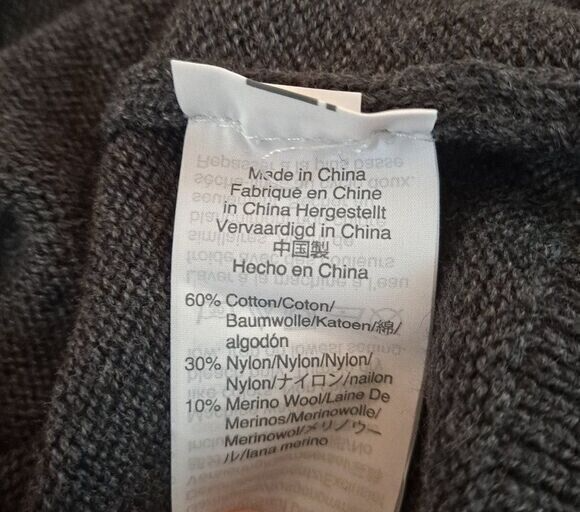 Made in China
Fabriqué en Chine
in China Hergestellt
Vervaardigd in China
中国製
Hecho en China
60% Cotton/Coton/
Baumwolle/Katoen/綿/
algodón
30% Nylon/Nylon/Nylon/
Nylon/ナイロン/nailon
10% Merino Wool/Laine De
Merinos/Merinowolle/
Merinowol/メリノウー
ル/lana merino